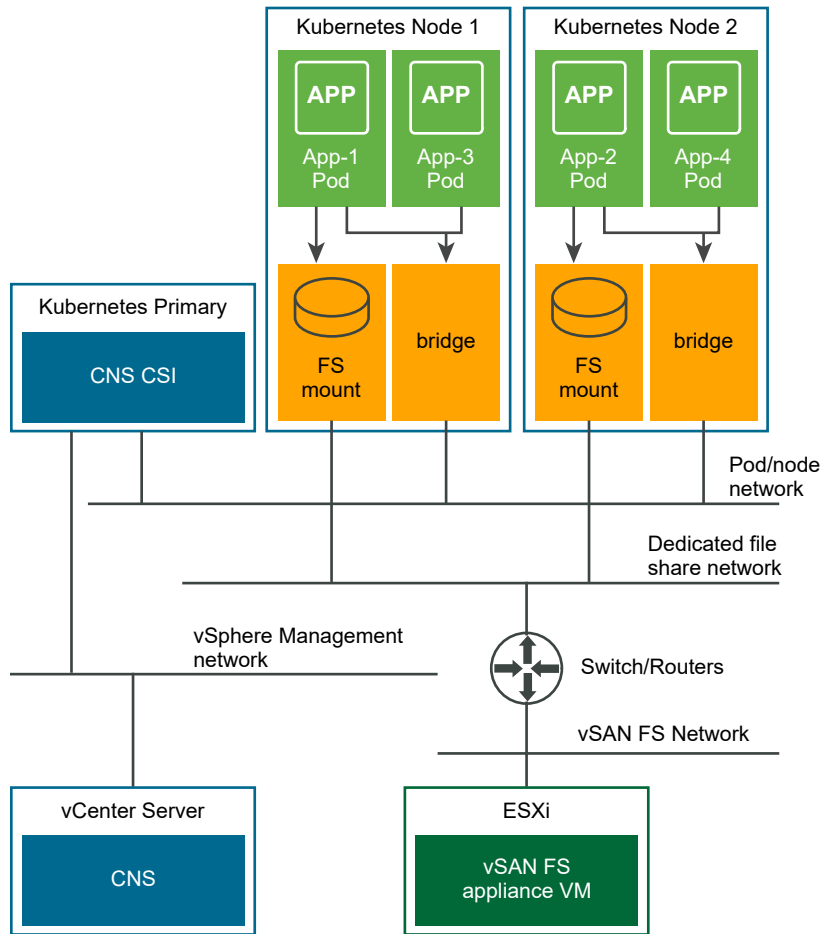 Kubernetes Node 1
APP
App-1
Pod
APP
App-3
Pod
FS
mount
bridge
Kubernetes Node 2
APP
App-2
Pod
APP
App-4
Pod
FS
mount
bridge
Kubernetes Primary
CNS CSI
Pod/node
network
Dedicated file
share network
vSphere Management
network
Switch/Routers
vSAN FS Network
vCenter Server
CNS
ESXi
vSAN FS
appliance VM